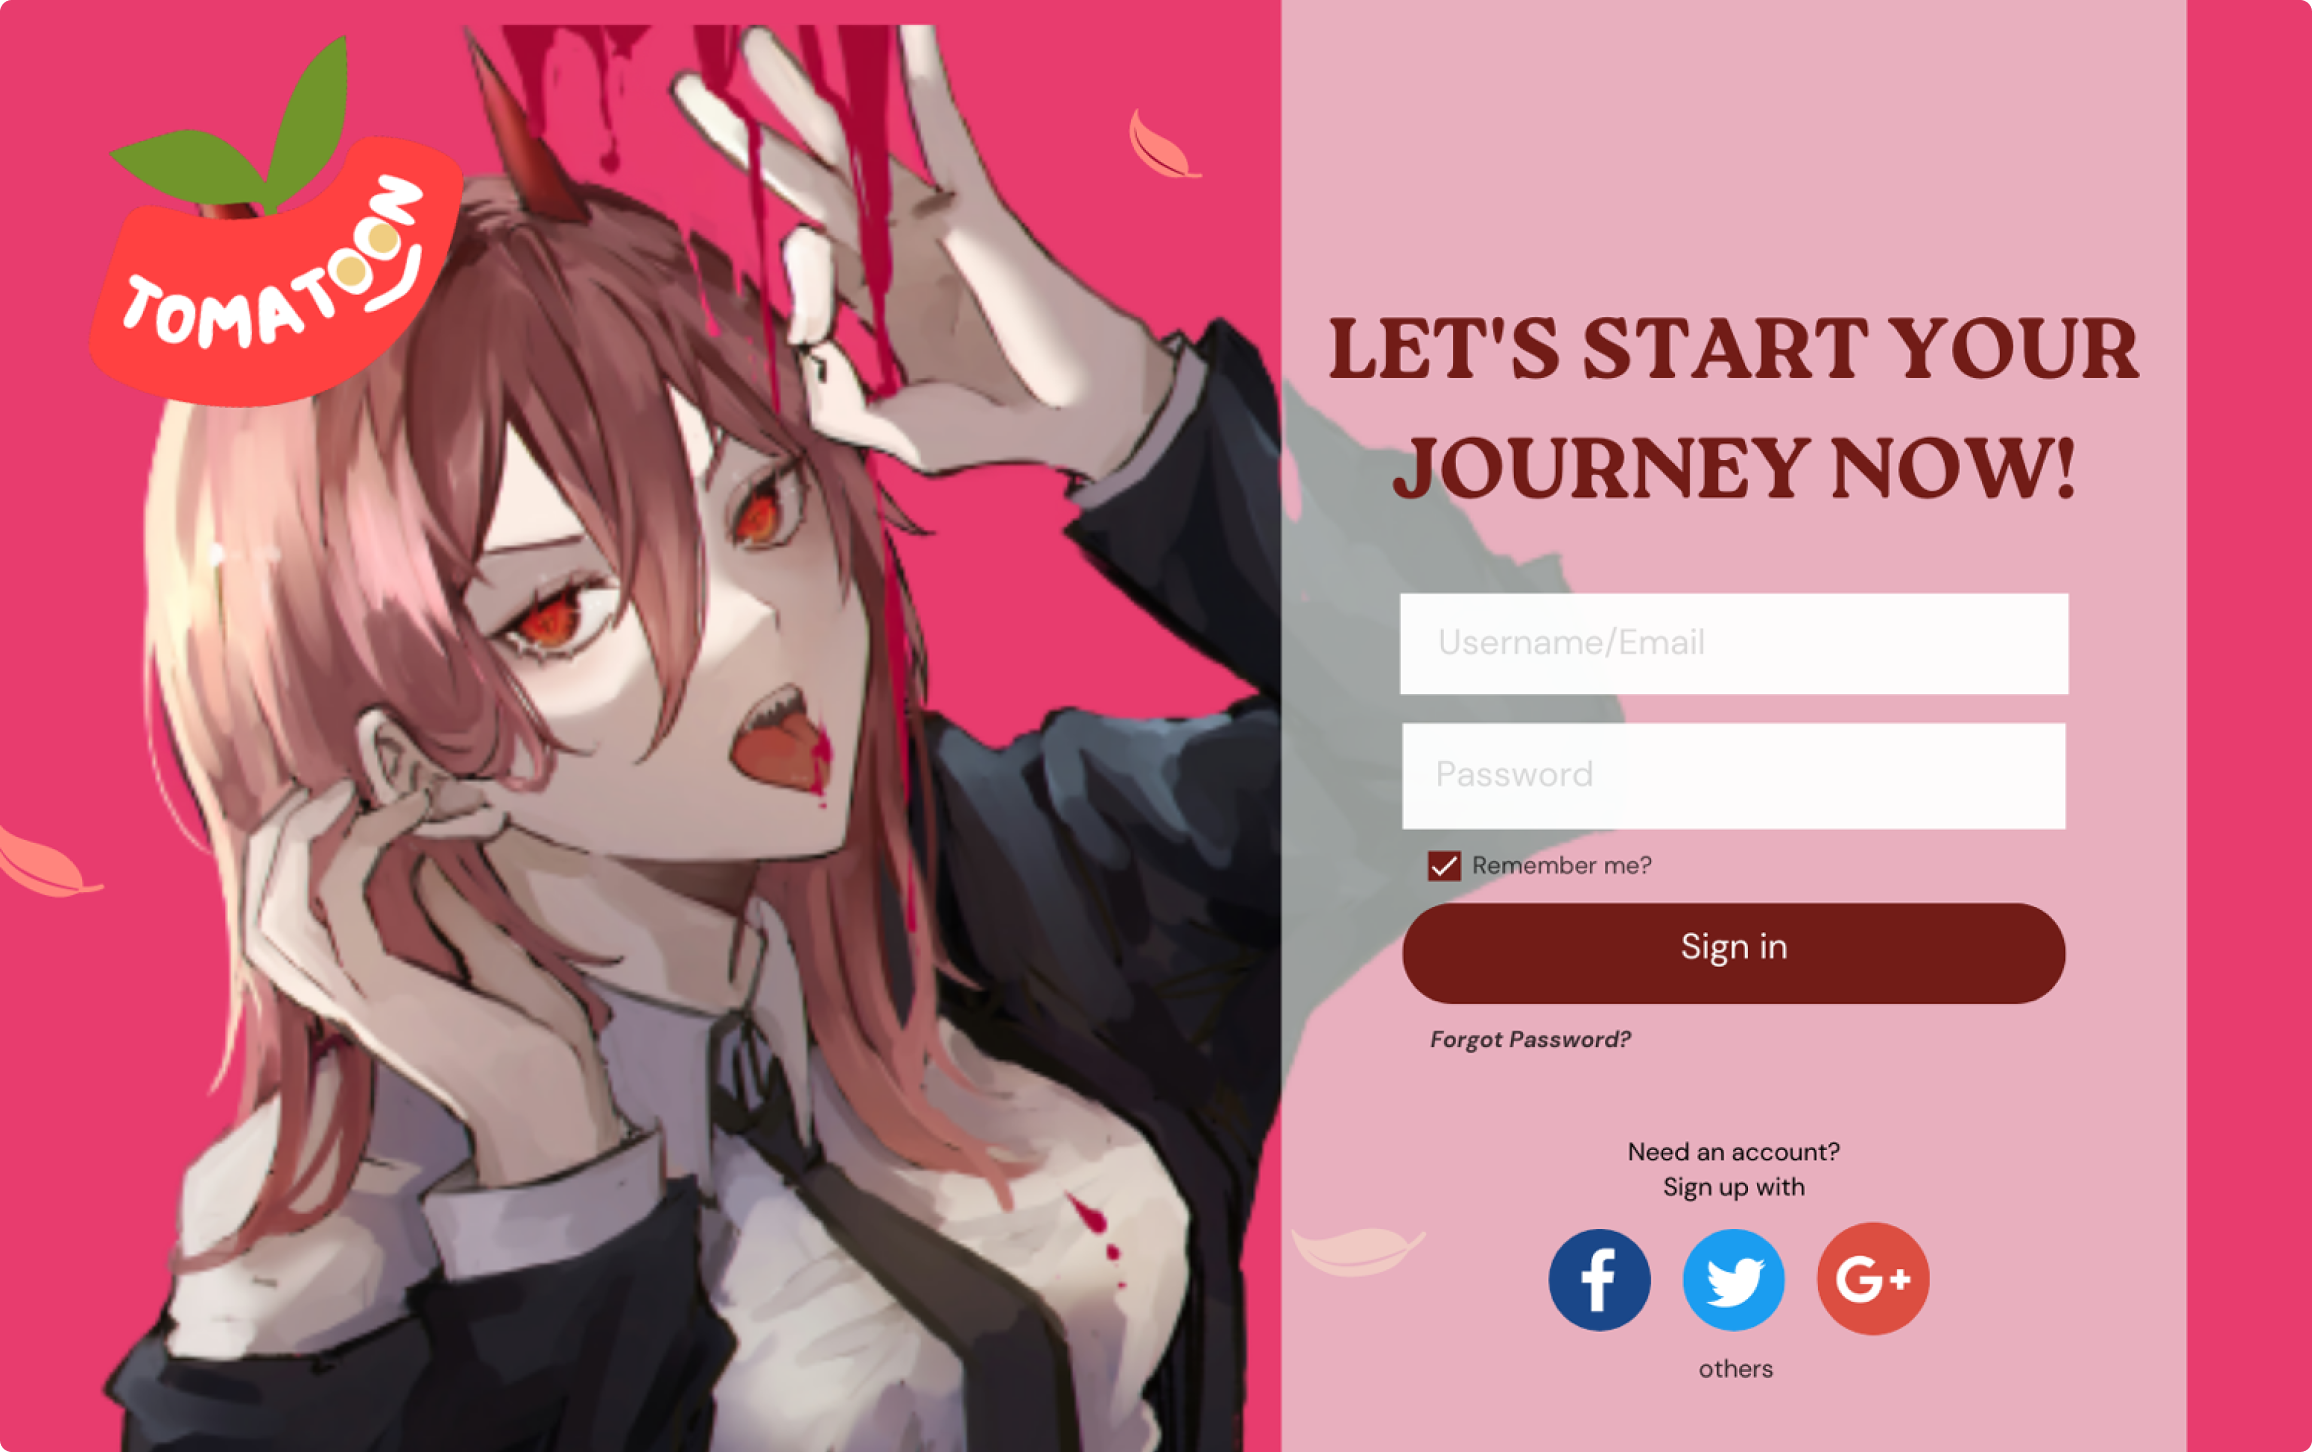 TOMATOON
LET'S START YOUR
JOURNEY NOW!
Username/Email
Password
Remember me?
Sign in
Forgot Password?
Need an account?
Sign up with
f
G+
others